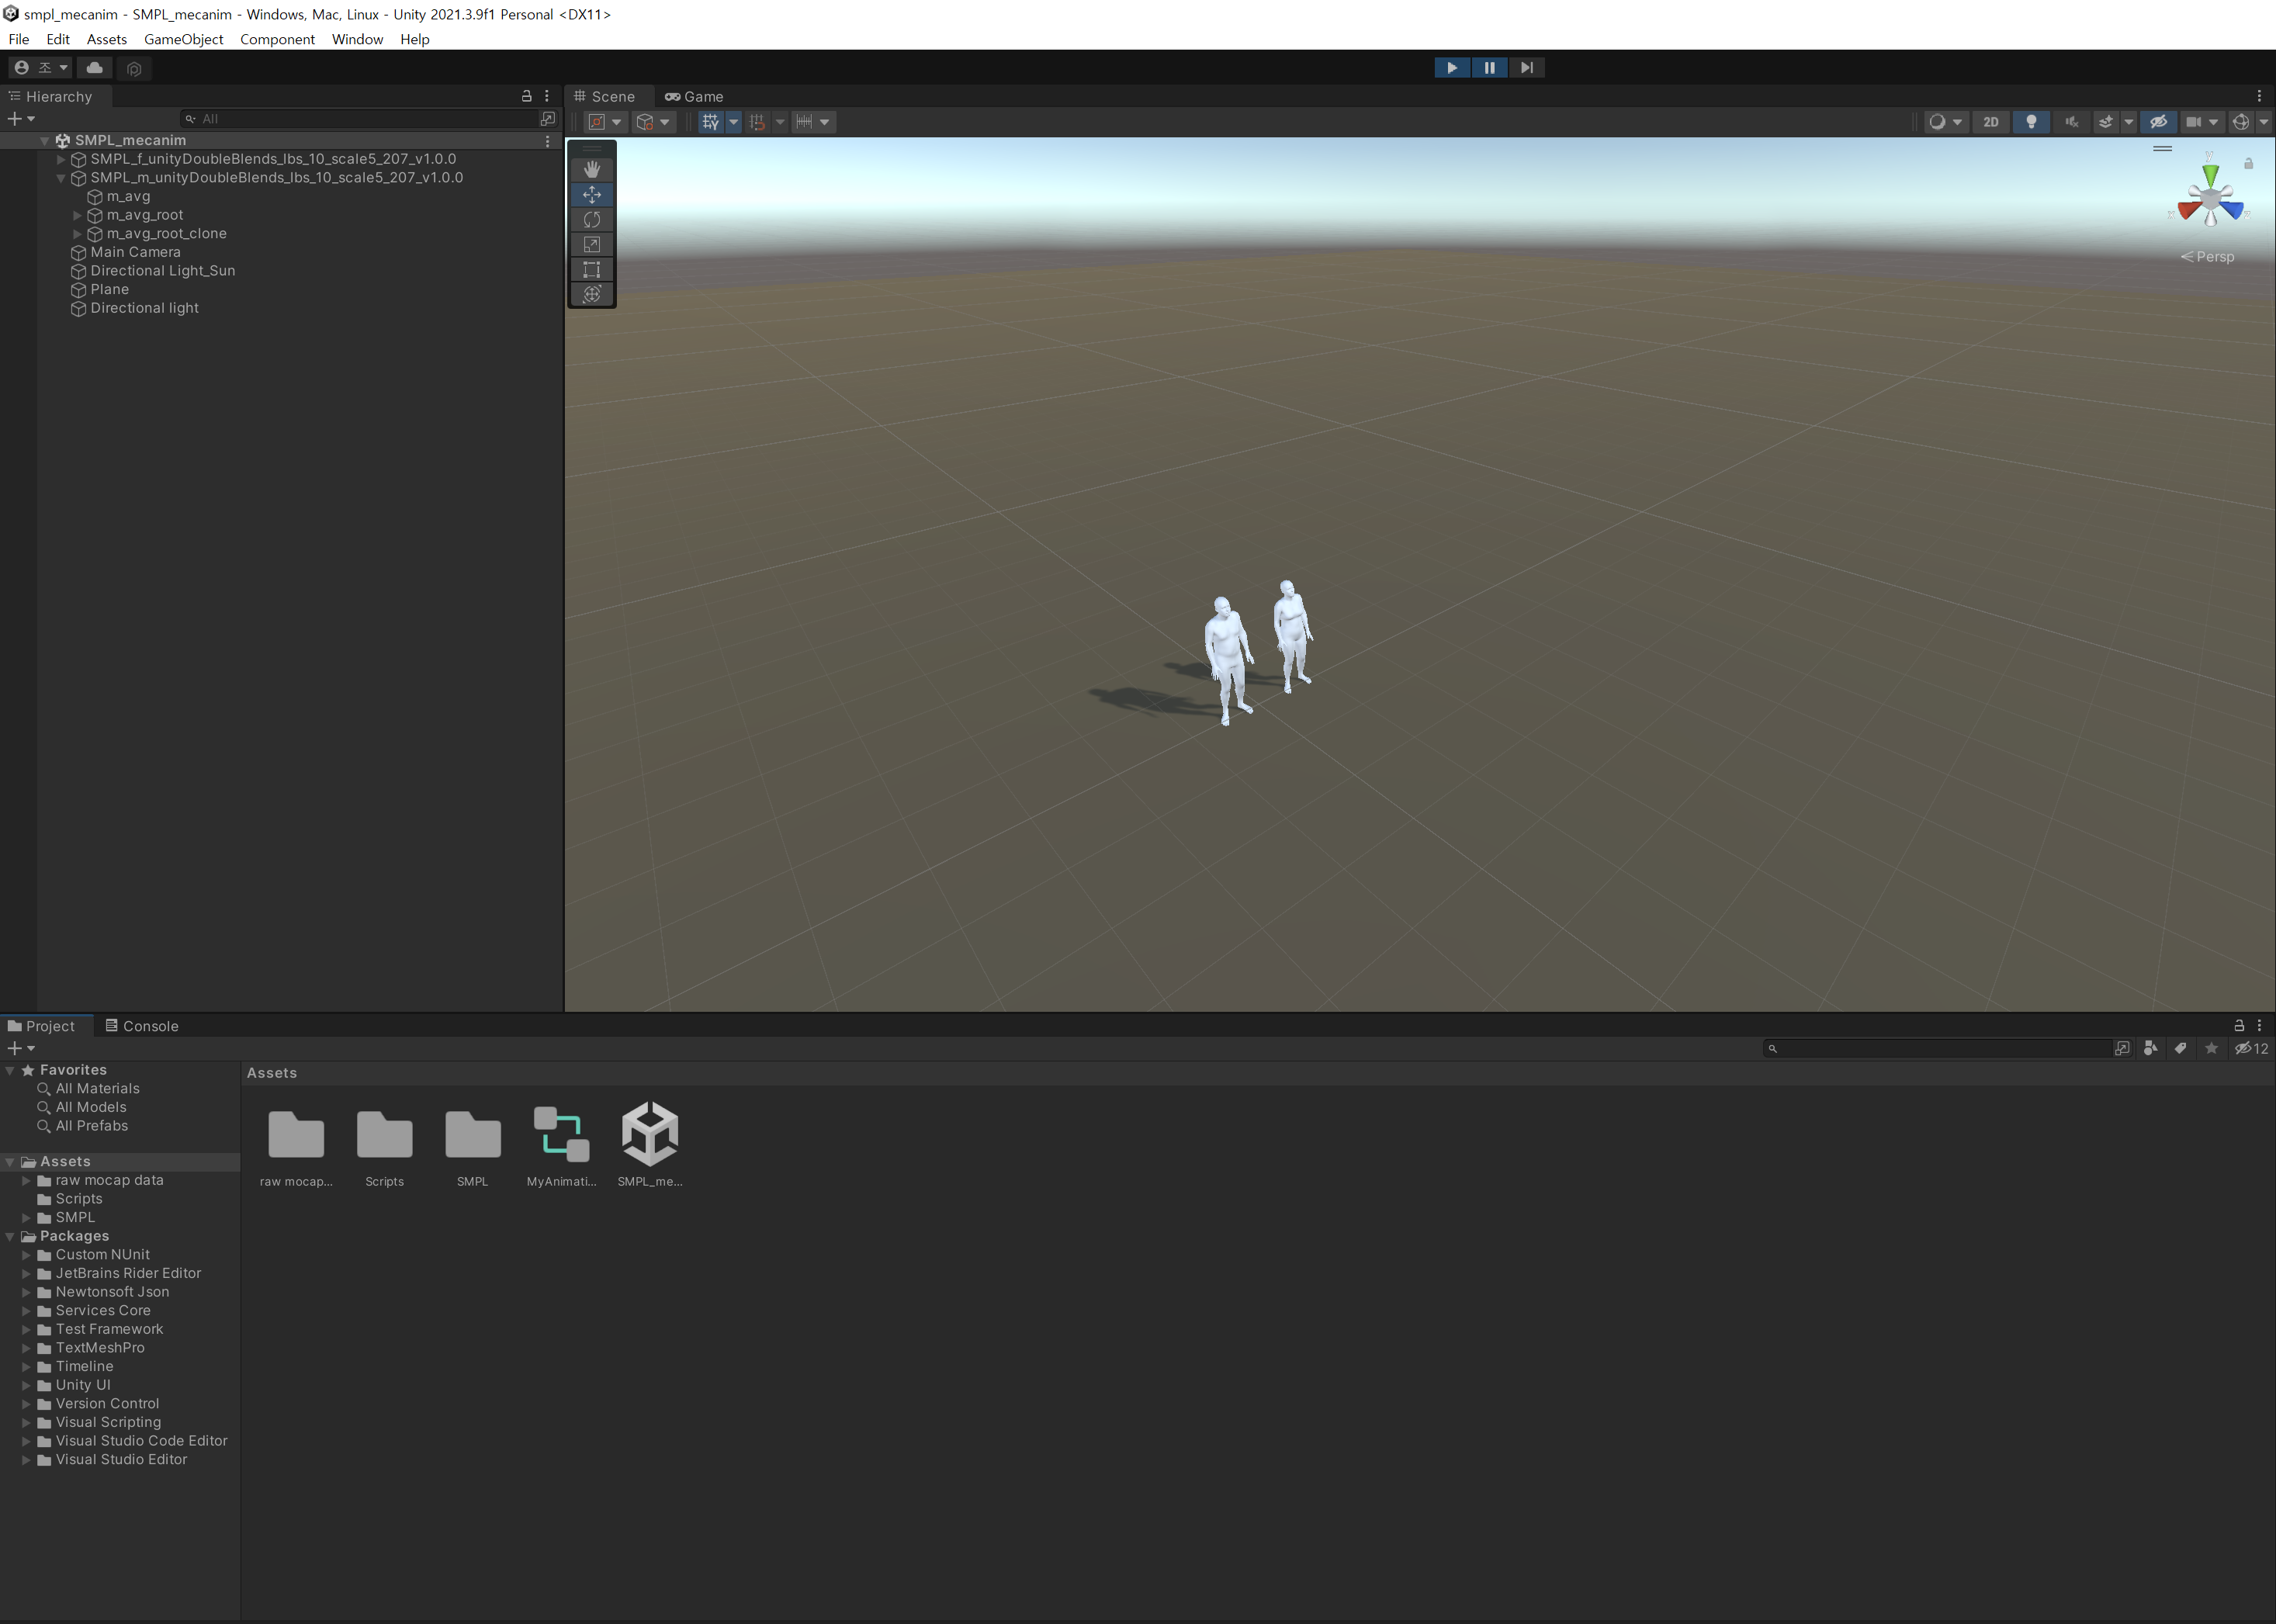 smpl_mecanim - SMPL_mecanim - Windows, Mac, Linux - Unity 2021.3.9f1 Personal <DX11>
File Edit Assets GameObject Component Window Help
조
Hierarchy
All
SMPL_mecanim
SMPL_f_unityDoubleBlends_lbs_10_scale5_207_v1.0.0
SMPL_m_unityDoubleBlends_lbs_10_scale5_207_v1.0.0
m_avg
m_avg_root
m_avg_root_clone
Main Camera
Directional Light_Sun
Plane
Directional light
Scene Game
2D
y
x
z
Persp
Project Console
12
Favorites
All Materials
All Models
All Prefabs
Assets
raw mocap data
Scripts
SMPL
Packages
Custom NUnit
JetBrains Rider Editor
Newtonsoft Json
Services Core
Test Framework
TextMeshPro
Timeline
Unity UI
Version Control
Visual Scripting
Visual Studio Code Editor
Visual Studio Editor
Assets
raw mocap... Scripts SMPL MyAnimati... SMPL_me...